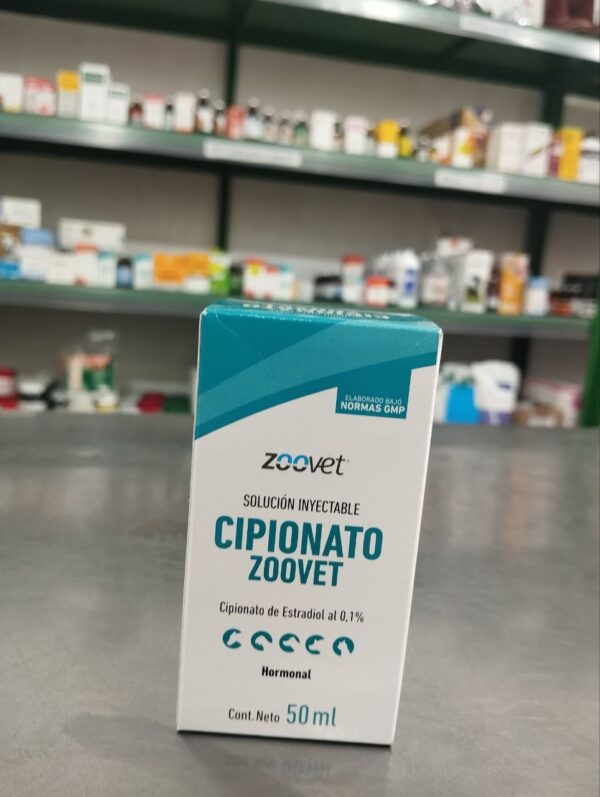 ELABORADO BAJO
NORMAS GMP
zoovet
SOLUCIÓN INYECTABLE
CIPIONATO
ZOOVET
Cipionato de Estradiol al 0,1%
Hormonal
Cont. Neto 50 ml